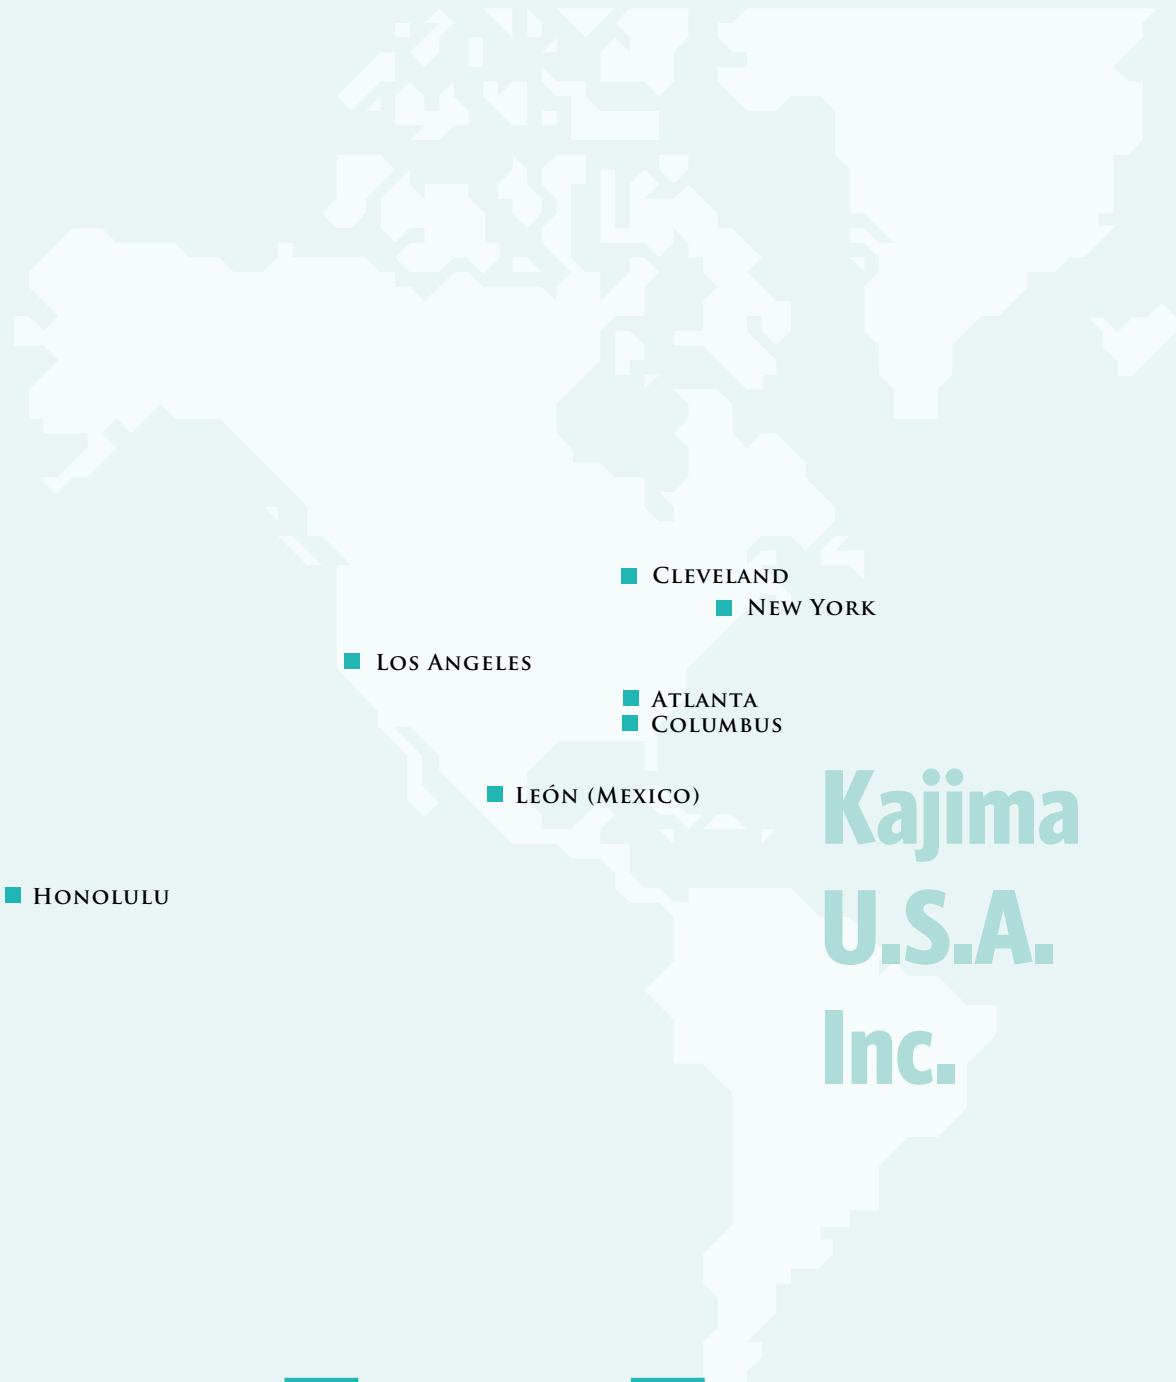 Cleveland
New York
Los Angeles
Atlanta
Columbus
León (Mexico)
Honolulu
Kajima
U.S.A.
Inc.